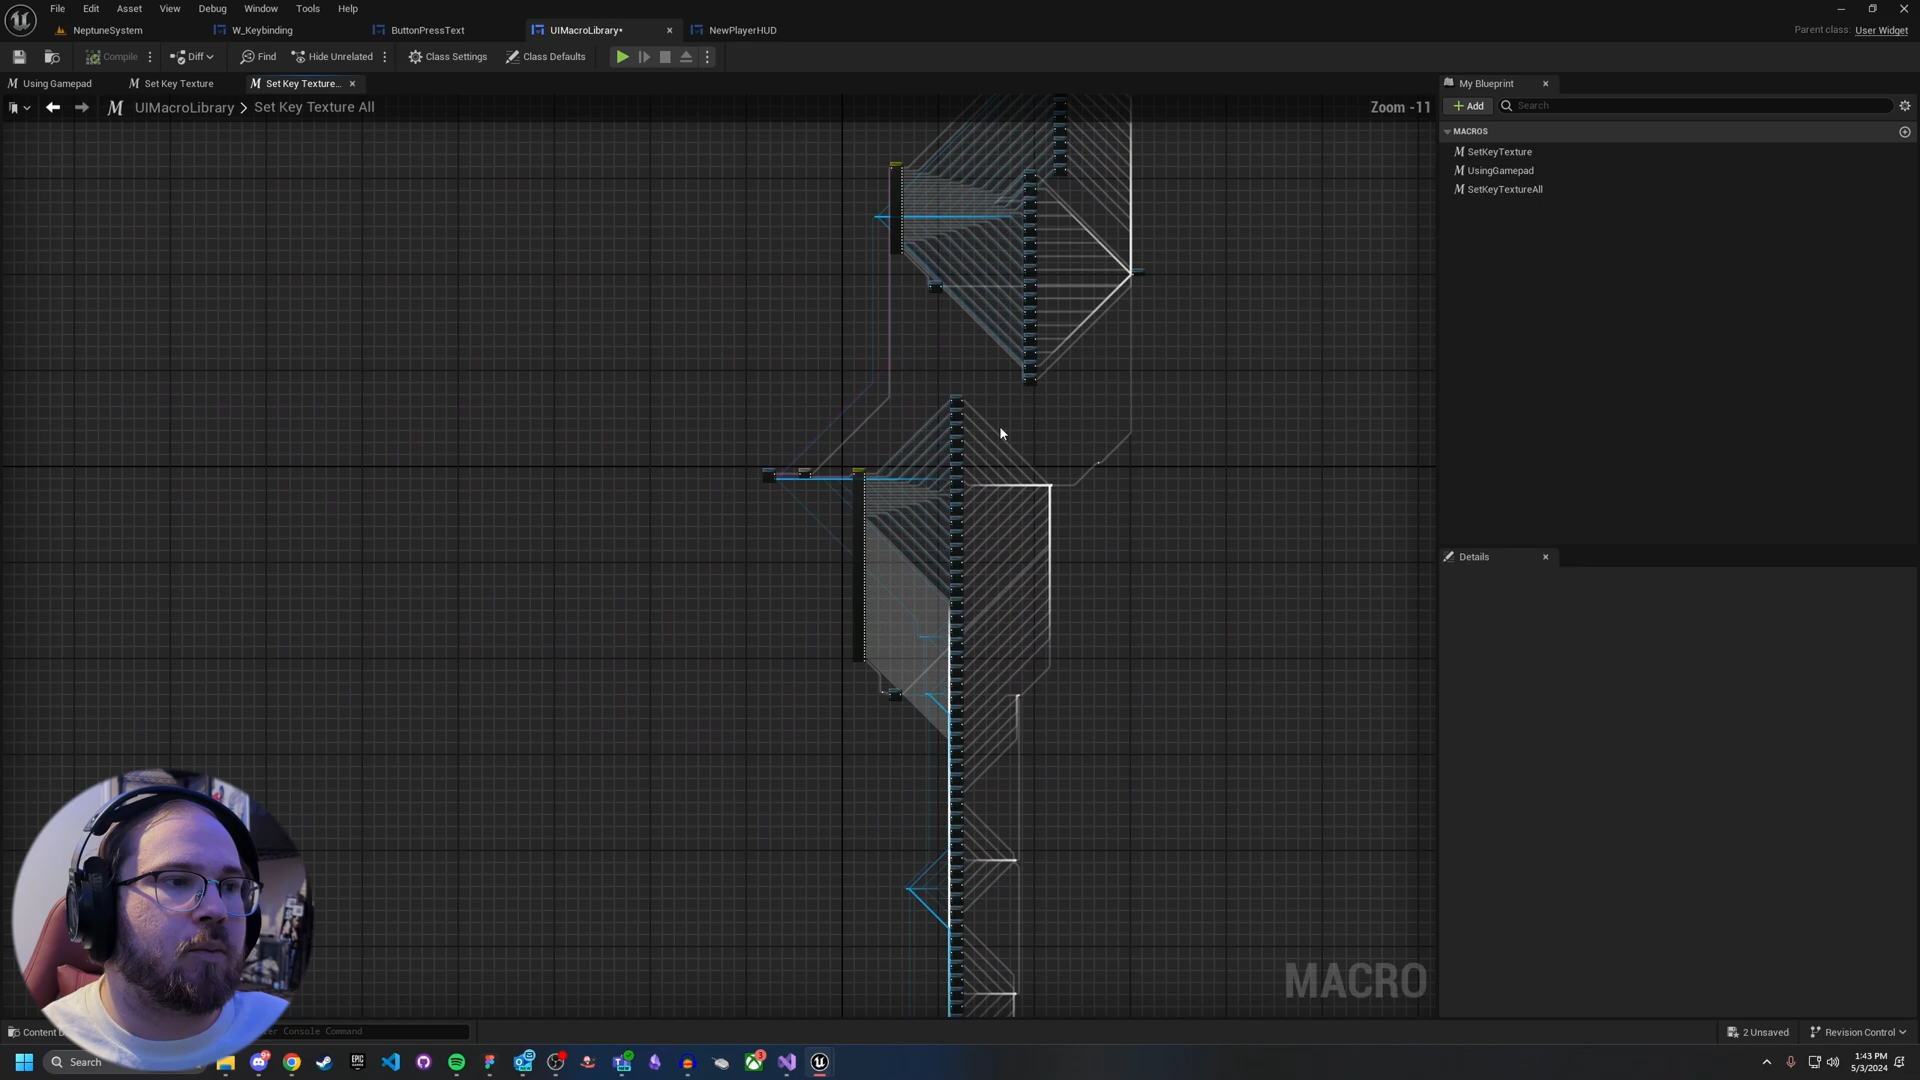 File Edit Asset View Debug Window Tools Help
NeptuneSystem W_Keybinding ButtonPressText UIMacroLibrary• NewPlayerHUD
Parent class: User Widget
Compile Diff Find Hide Unrelated Class Settings Class Defaults
Using Gamepad Set Key Texture Set Key Texture...
My Blueprint
UIMacroLibrary > Set Key Texture All
Zoom -11
Add Search
MACROS
SetKeyTexture
UsingGamepad
SetKeyTextureAll
Details
MACRO
Content
Console Command
2 Unsaved Revision Control
Search
EPIC
3
1:43 PM
5/3/2024